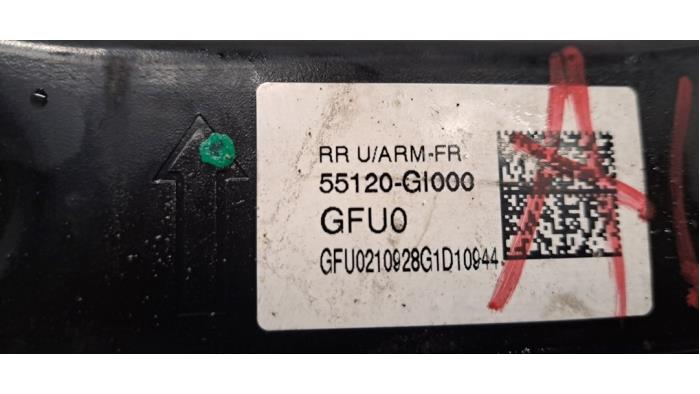 RR U/ARM-FR
55120-GI000
GFU0
GFU0210928G1D10944
A